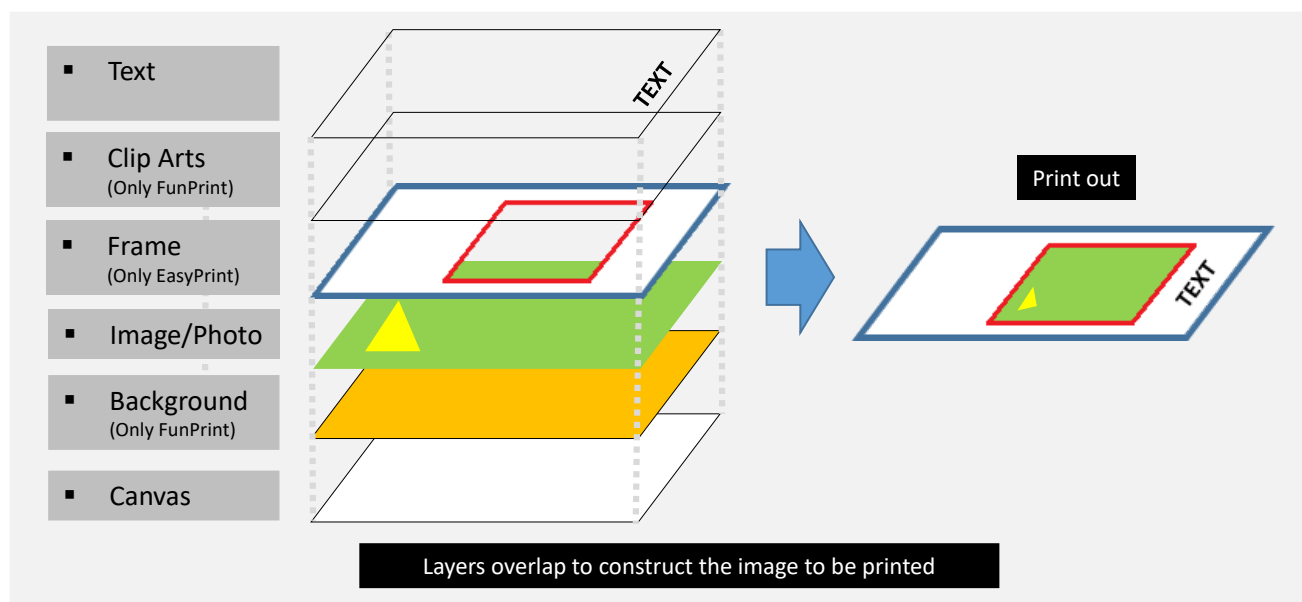 ▪ Text
TEXT
▪ Clip Arts
(Only FunPrint)
Print out
▪ Frame
(Only EasyPrint)
TEXT
▪ Image/Photo
▪ Background
(Only FunPrint)
▪ Canvas
Layers overlap to construct the image to be printed